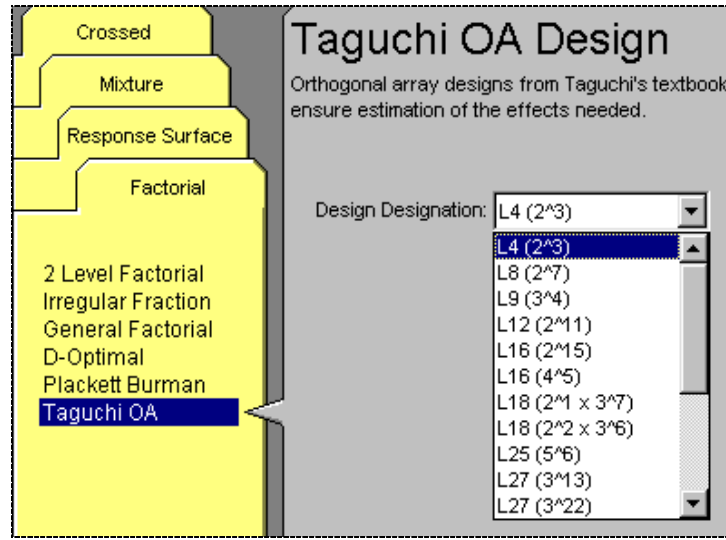 Crossed
Mixture
Response Surface
Factorial
2 Level Factorial
Irregular Fraction
General Factorial
D-Optimal
Plackett Burman
Taguchi OA
Taguchi OA Design
Orthogonal array designs from Taguchi's textbook
ensure estimation of the effects needed.
Design Designation: L4 (2^3)
L4 (2^3)
L8 (2^7)
L9 (3^4)
L12 (2^11)
L16 (2^15)
L16 (4^5)
L18 (2^1 x 3^7)
L18 (2^2 x 3^6)
L25 (5^6)
L27 (3^13)
L27 (3^22)